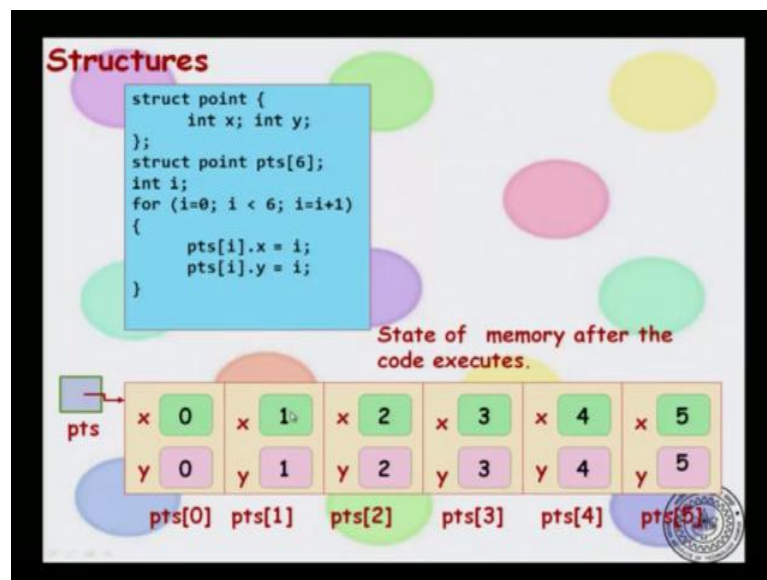 Structures
struct point {
int x; int y;
};
struct point pts[6];
int i;
for (i=0; i < 6; i=i+1)
{
pts[i].x = i;
pts[i].y = i;
}
State of memory after the
code executes.
pts
x 0 x 1 x 2 x 3 x 4 x 5
y 0 y 1 y 2 y 3 y 4 y 5
pts[0] pts[1] pts[2] pts[3] pts[4] pts[5]